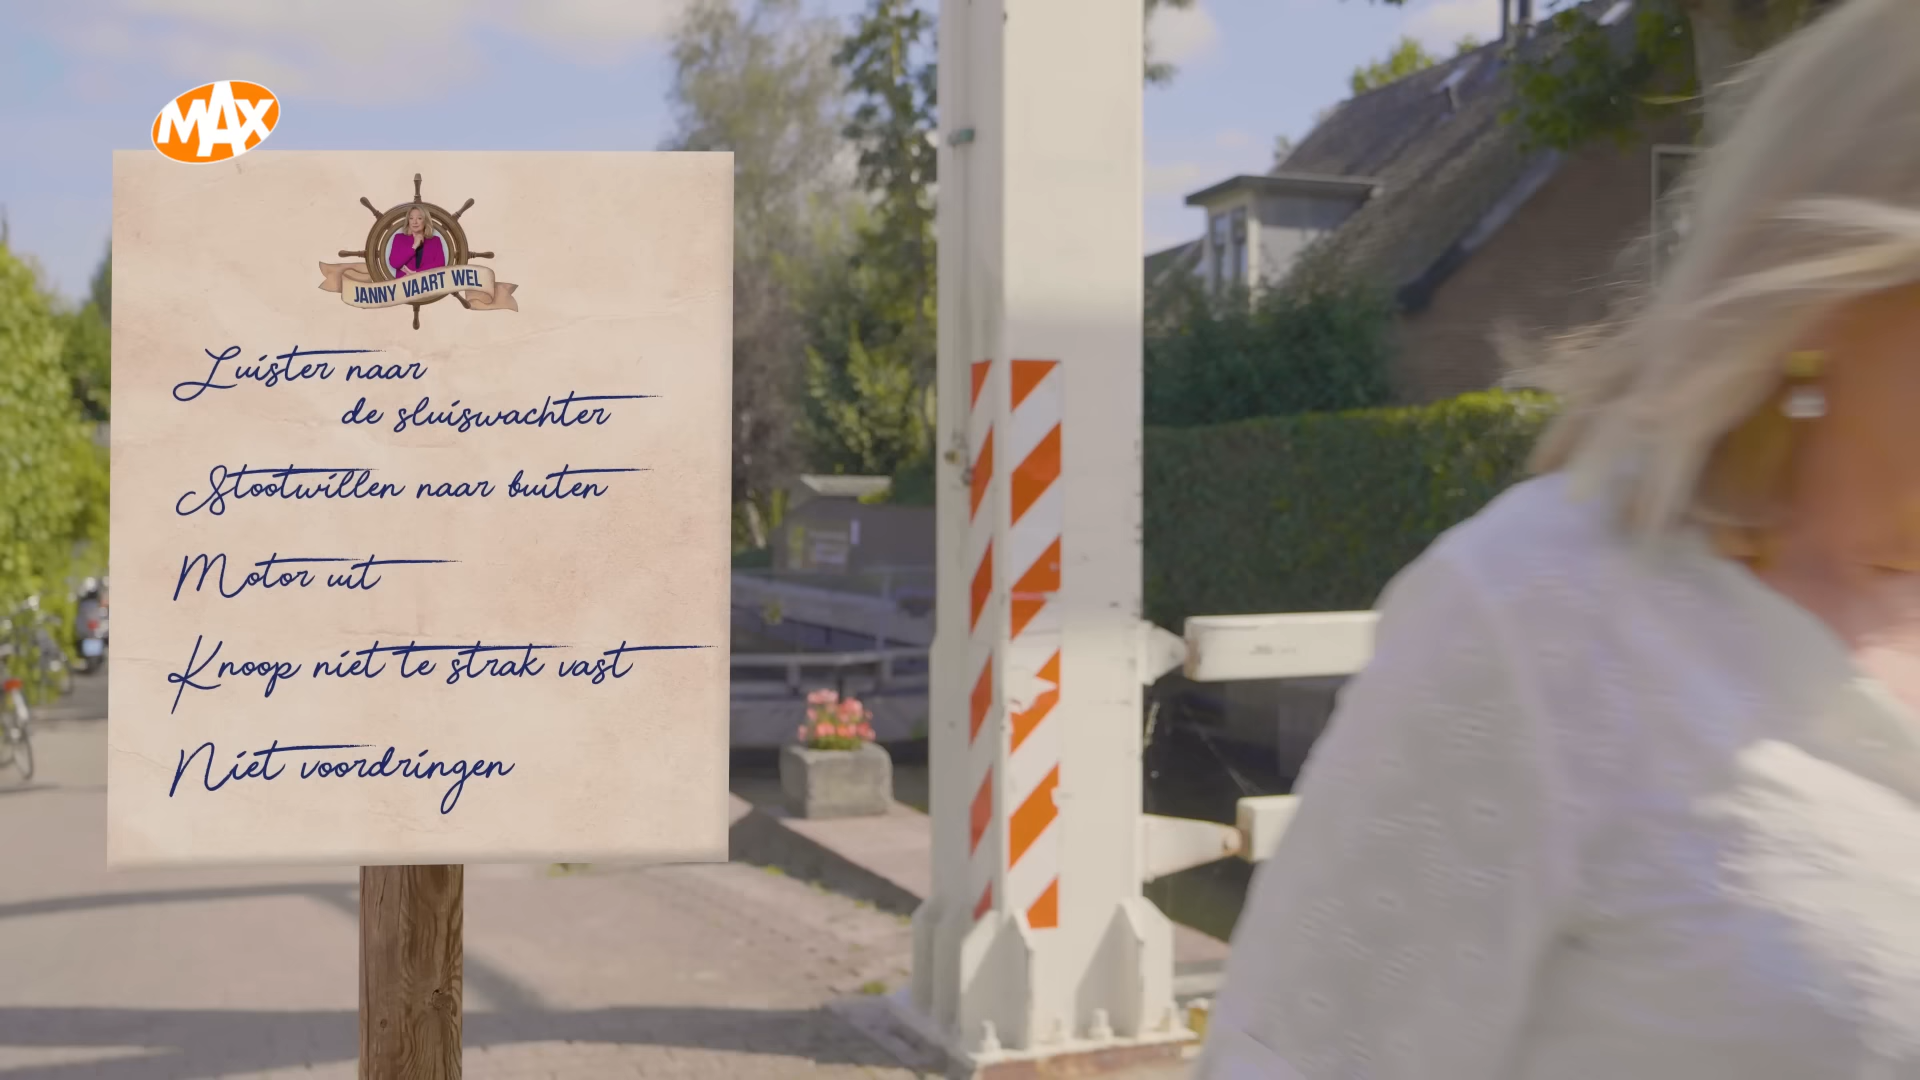 MAX
JANNY VAART WEL
Luister naar
de sluiswachter
Stootwillen naar buiten
Motor uit
Knoop niet te strak vast
Niet voordringen